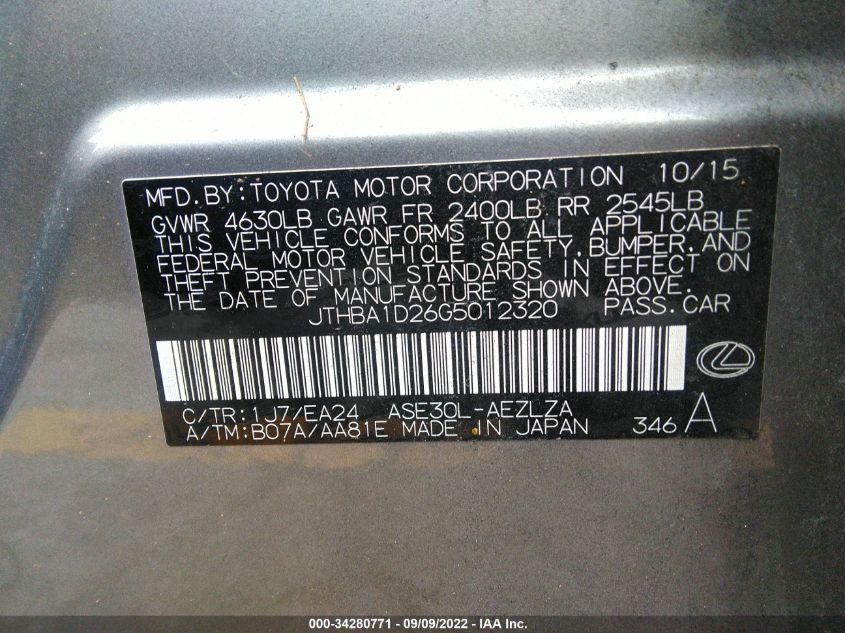 MFD.BY:TOYOTA MOTOR CORPORATION 10/15
GVWR 4630LB GAWR FR 2400LB RR 2545LB
THIS VEHICLE CONFORMS TO ALL APPLICABLE
FEDERAL MOTOR VEHICLE SAFETY,BUMPER,AND
THEFT PREVENTION STANDARDS IN EFFECT ON
THE DATE OF MANUFACTURE SHOWN ABOVE.
JTHBA1D26G5012320 PASS.CAR
C/TR:1J7/EA24 ASE30L-AEZLZA
A/TM:B07A/AA81E MADE IN JAPAN 346 A
000-34280771 - 09/09/2022 - IAA Inc.